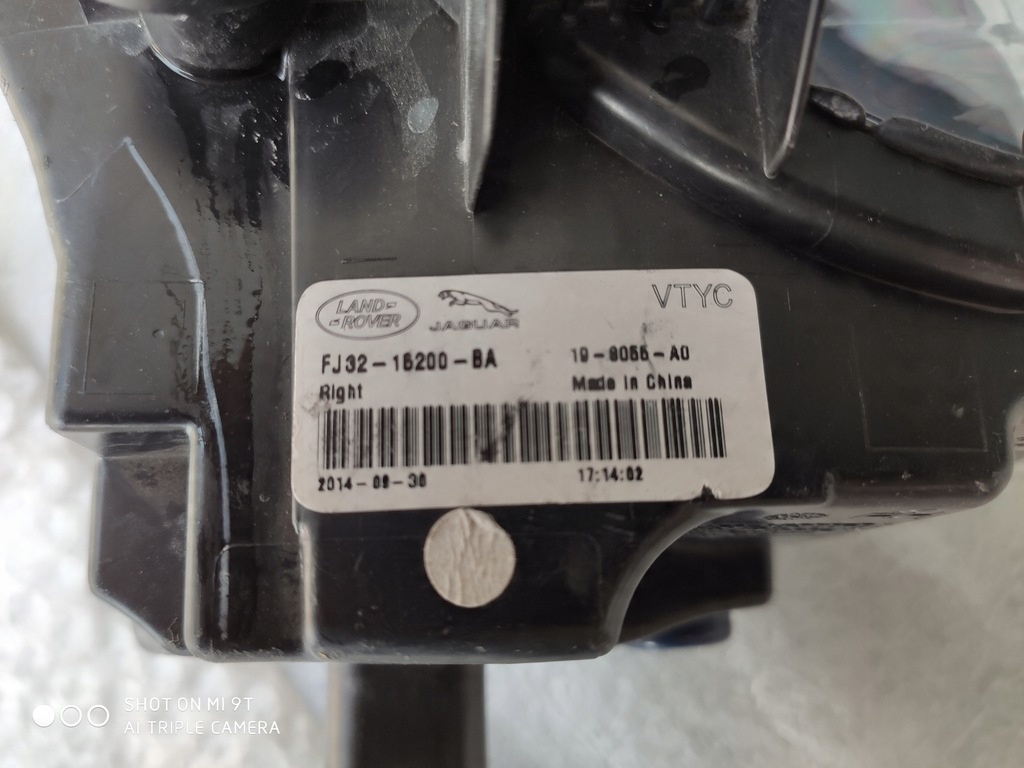 LAND-
-ROVER
JAGUAR
VTYC
FJ32-15200-BA
19-9055-A0
Right
Made in China
2014-09-30
17:14:02
SHOT ON MI 9T
AI TRIPLE CAMERA